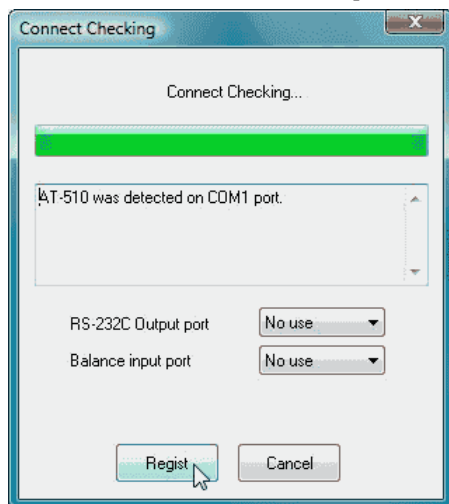 Connect Checking
Connect Checking...
AT-510 was detected on COM1 port.
RS-232C Output port No use
Balance input port No use
Regist Cancel